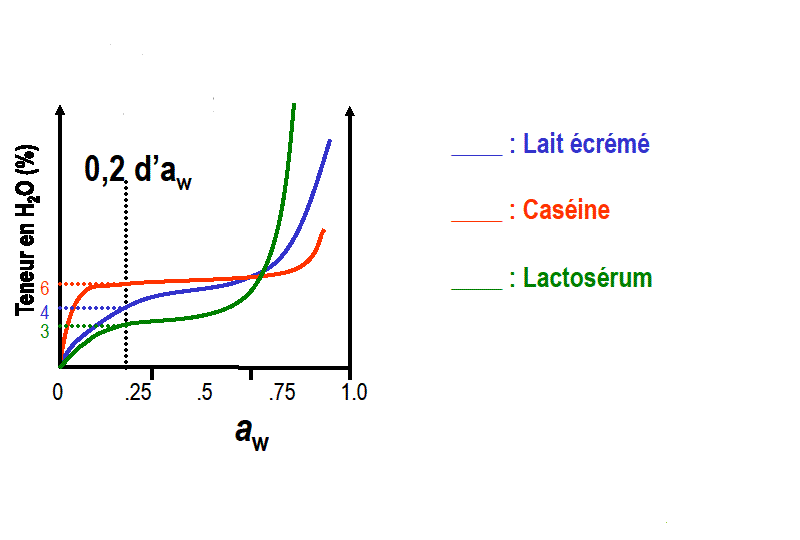 Teneur en H2O (%)
0,2 d’aw
6
4
3
0 .25 .5 .75 1.0
aw
____ : Lait écrémé
____ : Caséine
____ : Lactosérum